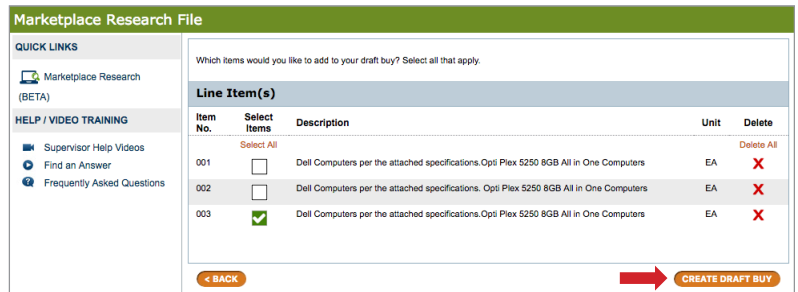 Marketplace Research File
QUICK LINKS
Marketplace Research
(BETA)
HELP / VIDEO TRAINING
Supervisor Help Videos
Find an Answer
Frequently Asked Questions
Which items would you like to add to your draft buy? Select all that apply.
Line Item(s)
Item No. Select Items Description Unit Delete
Select All Delete All
001 Dell Computers per the attached specifications.Opti Plex 5250 8GB All in One Computers EA X
002 Dell Computers per the attached specifications. Opti Plex 5250 8GB All in One Computers EA X
003 Dell Computers per the attached specifications.Opti Plex 5250 8GB All in One Computers EA X
< BACK CREATE DRAFT BUY